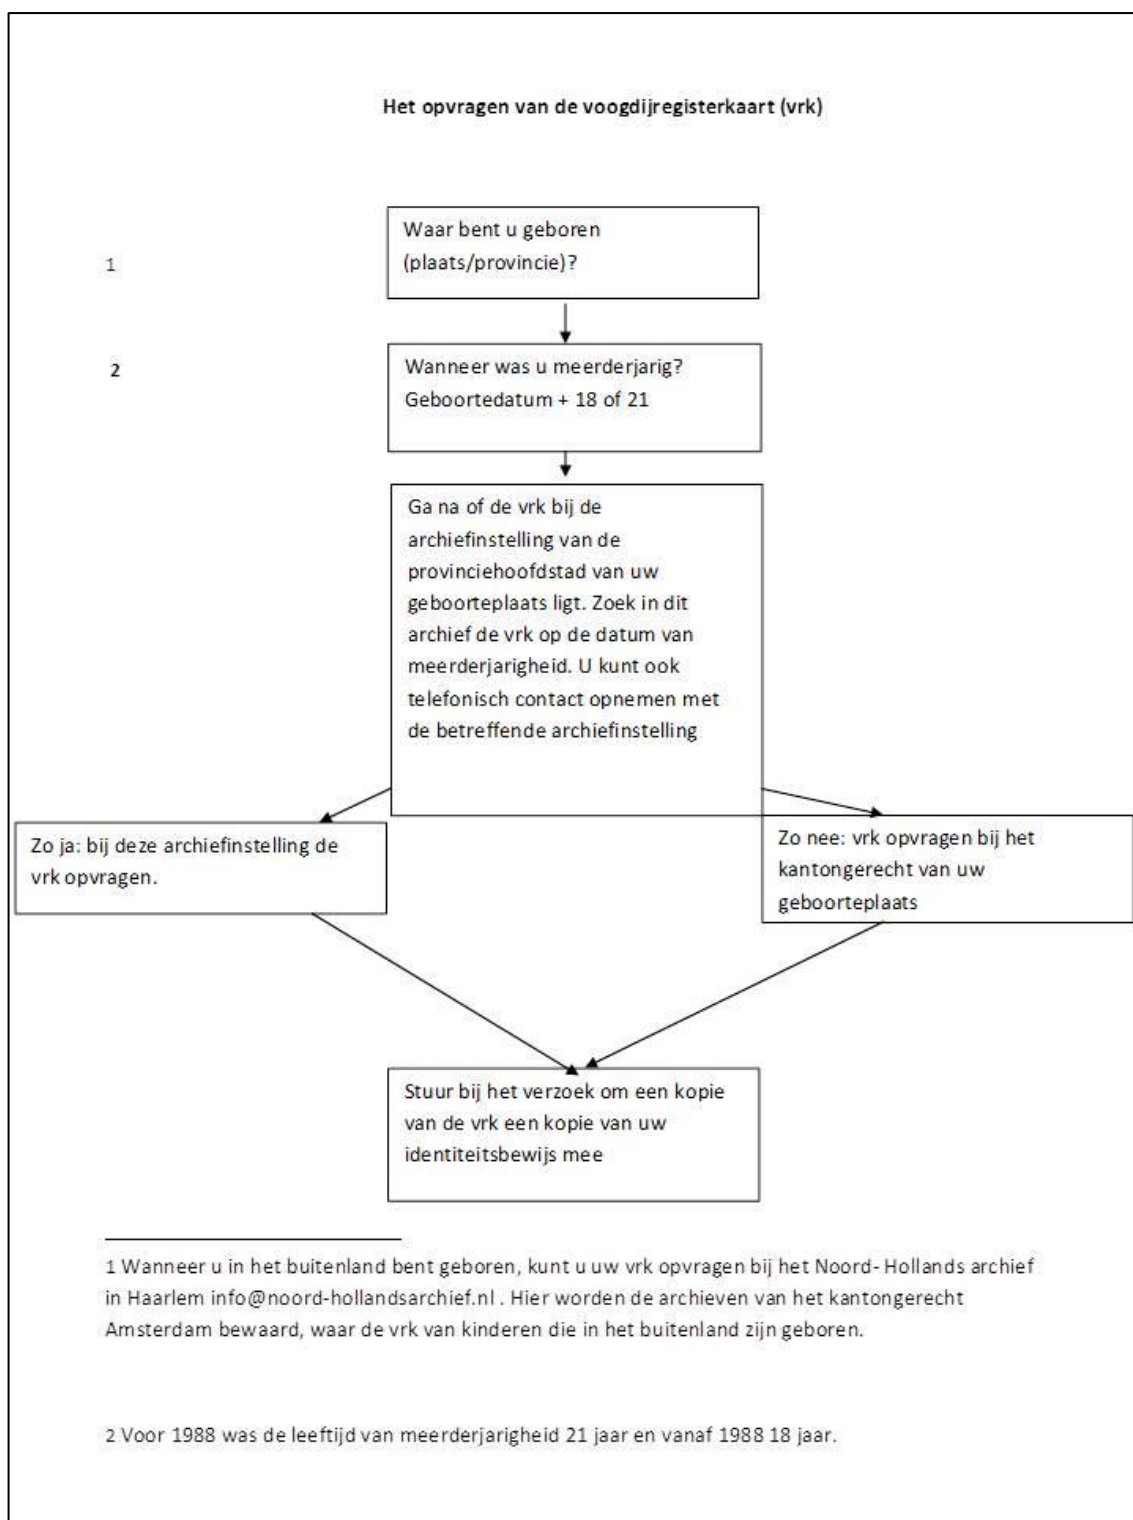 Het opvragen van de voogdijregisterkaart (vrk)
1
Waar bent u geboren
(plaats/provincie)?
2
Wanneer was u meerderjarig?
Geboortedatum + 18 of 21
Ga na of de vrk bij de
archiefinstelling van de
provinciehoofdstad van uw
geboorteplaats ligt. Zoek in dit
archief de vrk op de datum van
meerderjarigheid. U kunt ook
telefonisch contact opnemen met
de betreffende archiefinstelling
Zo ja: bij deze archiefinstelling de
vrk opvragen.
Zo nee: vrk opvragen bij het
kantongerecht van uw
geboorteplaats
Stuur bij het verzoek om een kopie
van de vrk een kopie van uw
identiteitsbewijs mee
1 Wanneer u in het buitenland bent geboren, kunt u uw vrk opvragen bij het Noord- Hollands archief
in Haarlem info@noord-hollandsarchief.nl . Hier worden de archieven van het kantongerecht
Amsterdam bewaard, waar de vrk van kinderen die in het buitenland zijn geboren.
2 Voor 1988 was de leeftijd van meerderjarigheid 21 jaar en vanaf 1988 18 jaar.